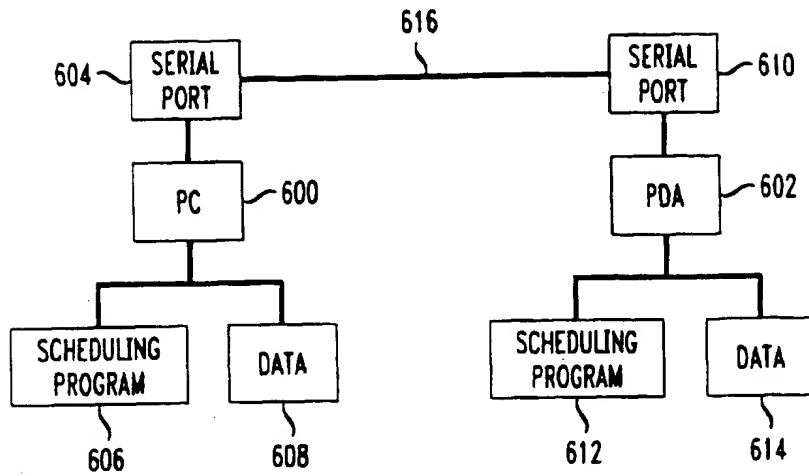 616
604
SERIAL
PORT
SERIAL
PORT
610
PC
600
PDA
602
SCHEDULING
PROGRAM
DATA
SCHEDULING
PROGRAM
DATA
606
608
612
614